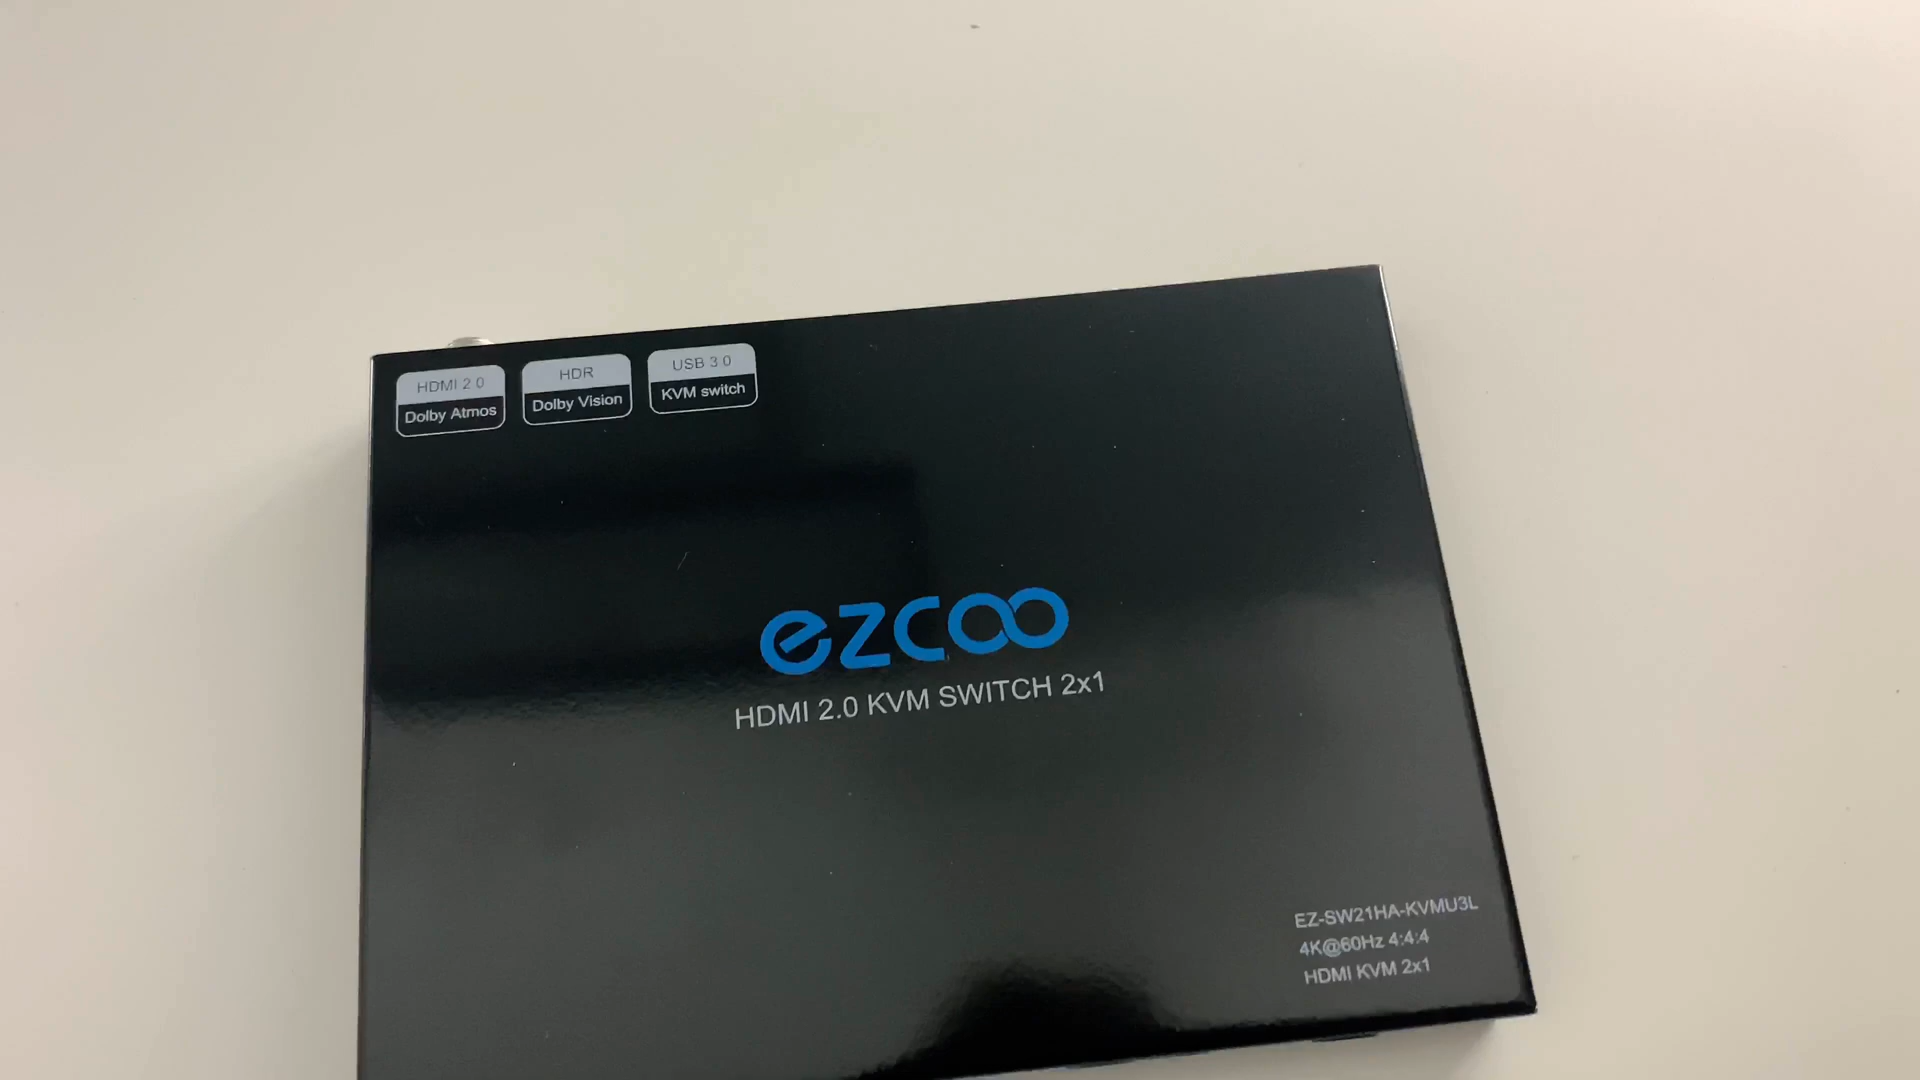 HDMI 2.0
Dolby Atmos
HDR
Dolby Vision
USB 3.0
KVM switch
ezcoo
HDMI 2.0 KVM SWITCH 2x1
EZ-SW21HA-KVMU3L
4K@60Hz 4:4:4
HDMI KVM 2x1